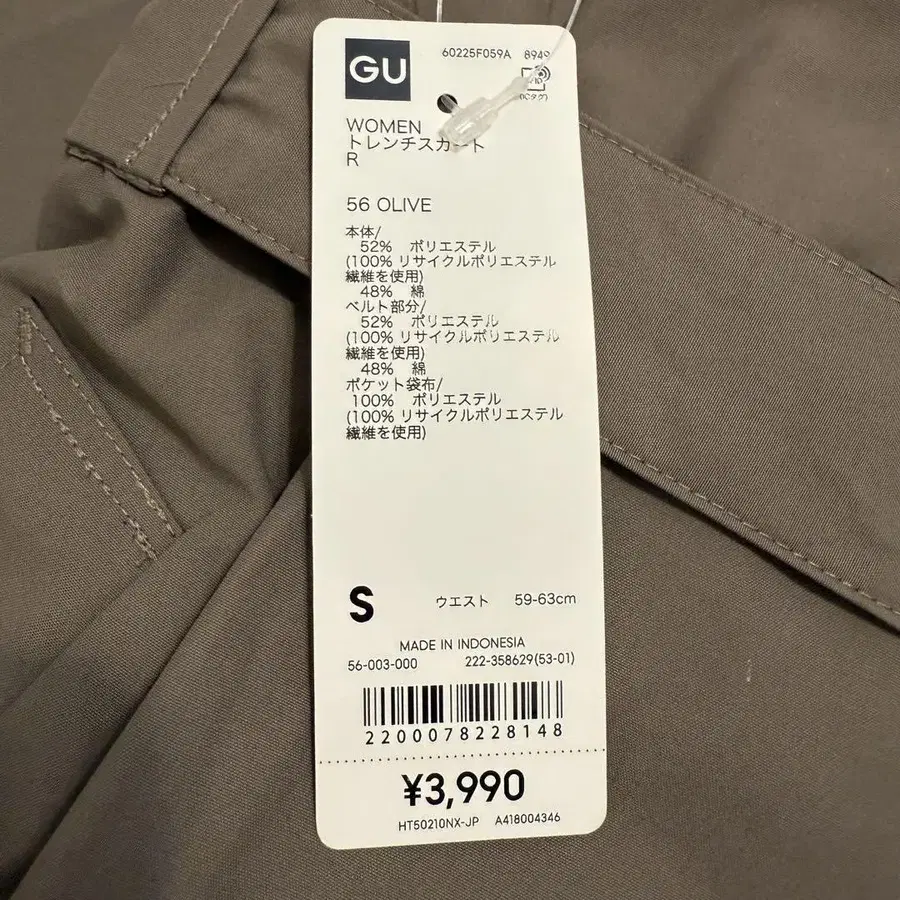 GU
60225F059A 8949
(ICタグ)
WOMEN
トレンチスカート
R
56 OLIVE
本体/
52% ポリエステル
(100% リサイクルポリエステル
繊維を使用)
48% 綿
ベルト部分/
52% ポリエステル
(100% リサイクルポリエステル
繊維を使用)
48% 綿
ポケット袋布/
100% ポリエステル
(100% リサイクルポリエステル
繊維を使用)
S ウエスト 59-63cm
MADE IN INDONESIA
56-003-000 222-358629(53-01)
2200078228148
¥3,990
HT50210NX-JP A418004346